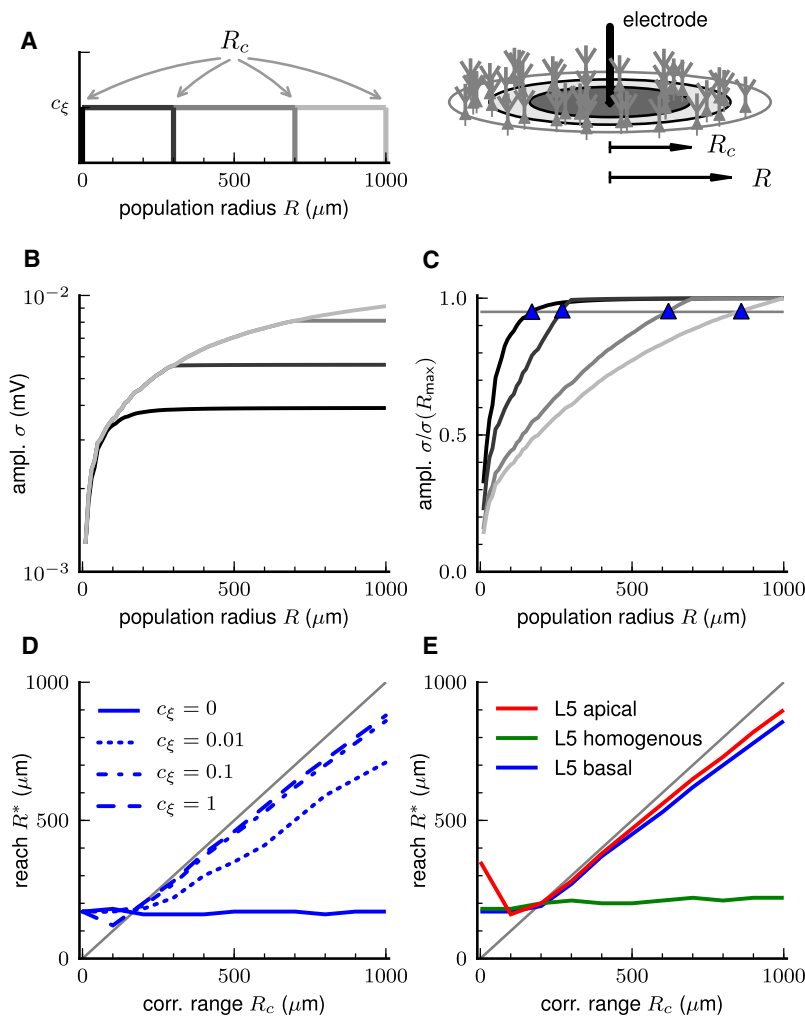 A
R_c
c_ξ
0 500 1000
population radius R (μm)
electrode
R_c
R
B
10^{-2}
10^{-3}
ampl. σ (mV)
0 500 1000
population radius R (μm)
C
1.0
0.5
0.0
ampl. σ/σ(R_max)
0 500 1000
population radius R (μm)
D
1000
500
0
reach R* (μm)
c_ξ = 0
c_ξ = 0.01
c_ξ = 0.1
c_ξ = 1
0 500 1000
corr. range R_c (μm)
E
1000
500
0
reach R* (μm)
L5 apical
L5 homogenous
L5 basal
0 500 1000
corr. range R_c (μm)